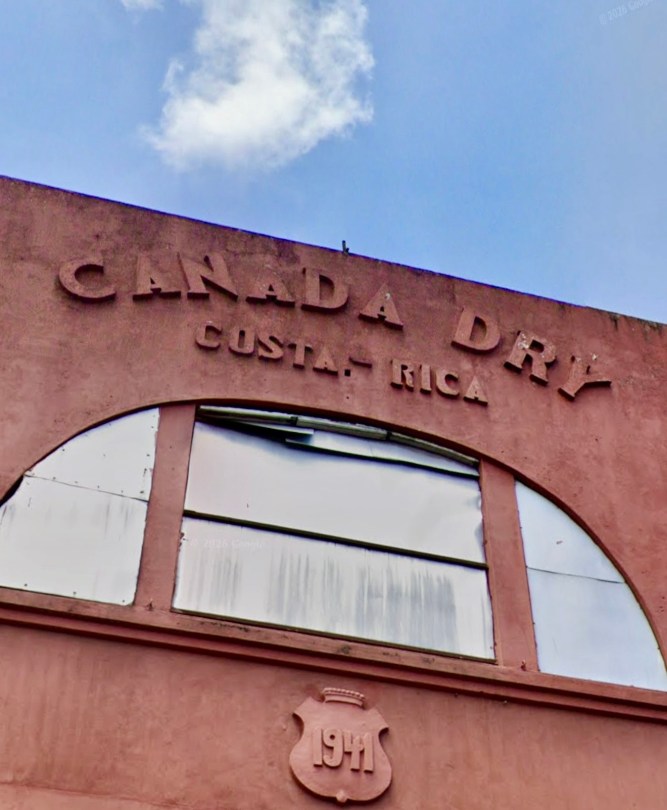 CANADA DRY
COSTA - RICA
1941